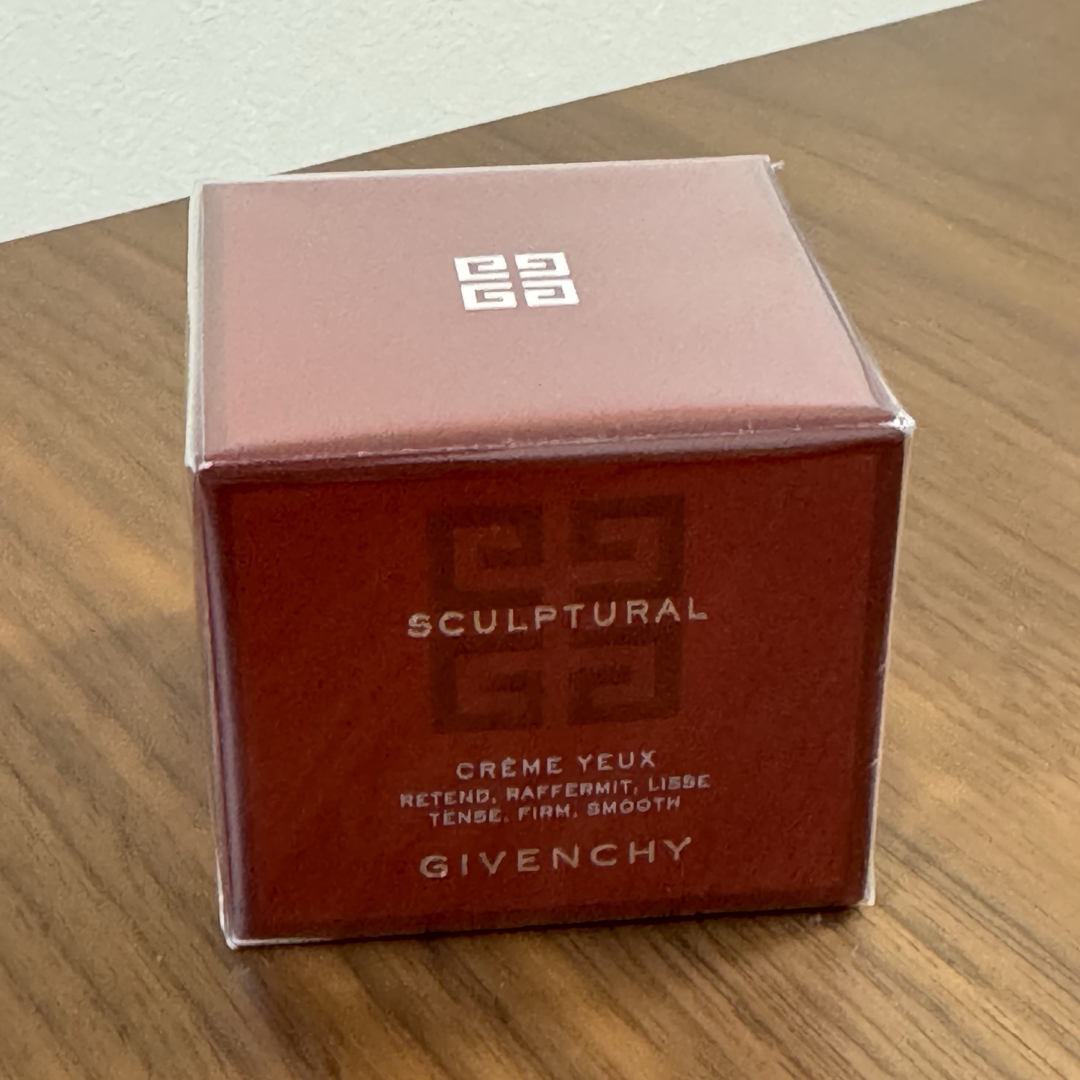 SCULPTURAL
CRÈME YEUX
RETEND, RAFFERMIT, LISSE
TENSE, FIRM, SMOOTH
GIVENCHY